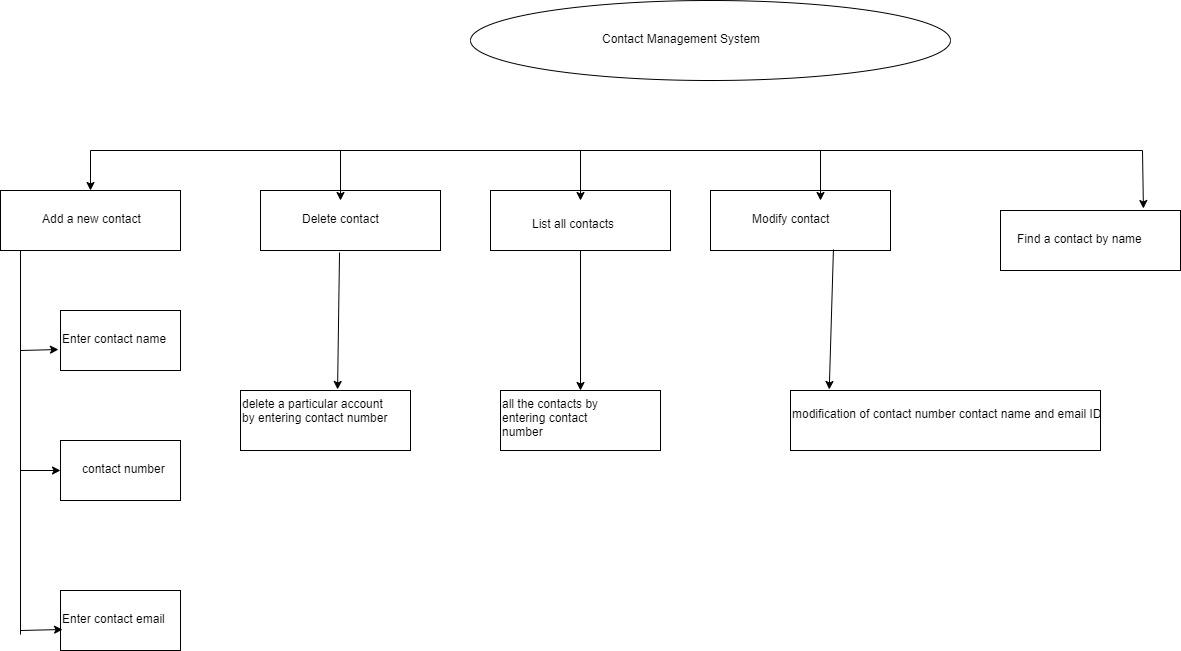 Contact Management System
Add a new contact
Delete contact
List all contacts
Modify contact
Find a contact by name
Enter contact name
delete a particular account
by entering contact number
all the contacts by
entering contact
number
modification of contact number contact name and email ID
contact number
Enter contact email